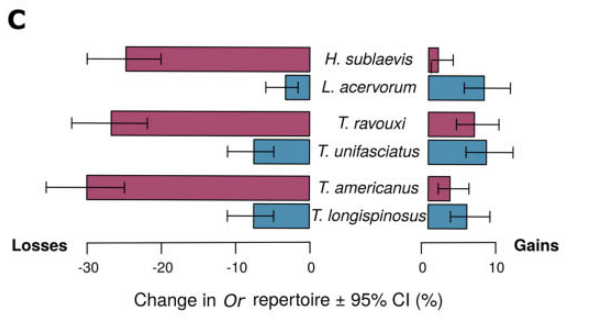 C
H. sublaevis
L. acervorum
T. ravouxi
T. unifasciatus
T. americanus
T. longispinosus
Losses
Gains
-30 -20 -10 0 0 10
Change in Or repertoire ± 95% CI (%)